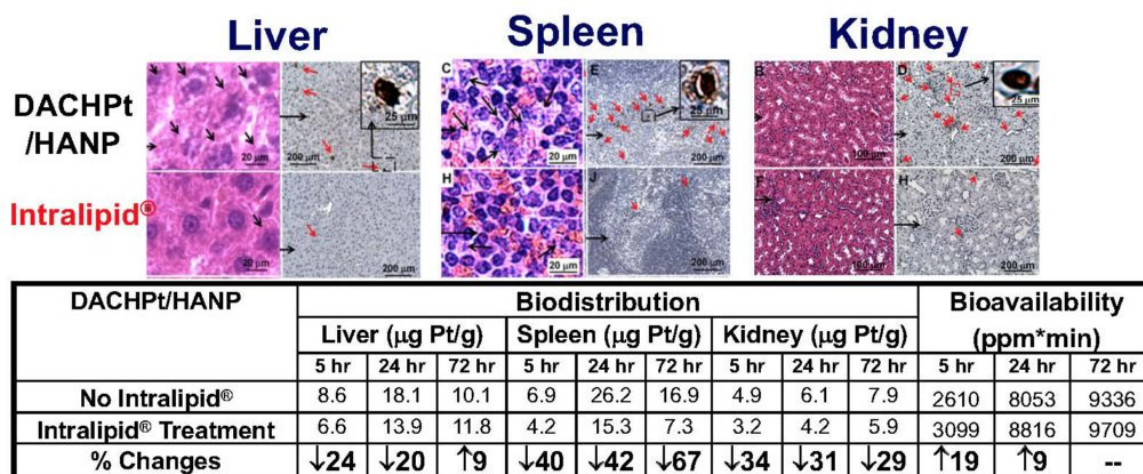 Liver Spleen Kidney
DACHPt
/HANP
20 μm
200 μm
25 μm
C
20 μm
E
25 μm
B
100 μm
D
25 μm
200 μm
Intralipid®
20 μm
200 μm
H
20 μm
J
200 μm
F
100 μm
H
200 μm
DACHPt/HANP Biodistribution Bioavailability
(ppm*min)
Liver (μg Pt/g) Spleen (μg Pt/g) Kidney (μg Pt/g)
5 hr 24 hr 72 hr 5 hr 24 hr 72 hr 5 hr 24 hr 72 hr 5 hr 24 hr 72 hr
No Intralipid® 8.6 18.1 10.1 6.9 26.2 16.9 4.9 6.1 7.9 2610 8053 9336
Intralipid® Treatment 6.6 13.9 11.8 4.2 15.3 7.3 3.2 4.2 5.9 3099 8816 9709
% Changes ↓24 ↓20 ↑9 ↓40 ↓42 ↓67 ↓34 ↓31 ↓29 ↑19 ↑9 --